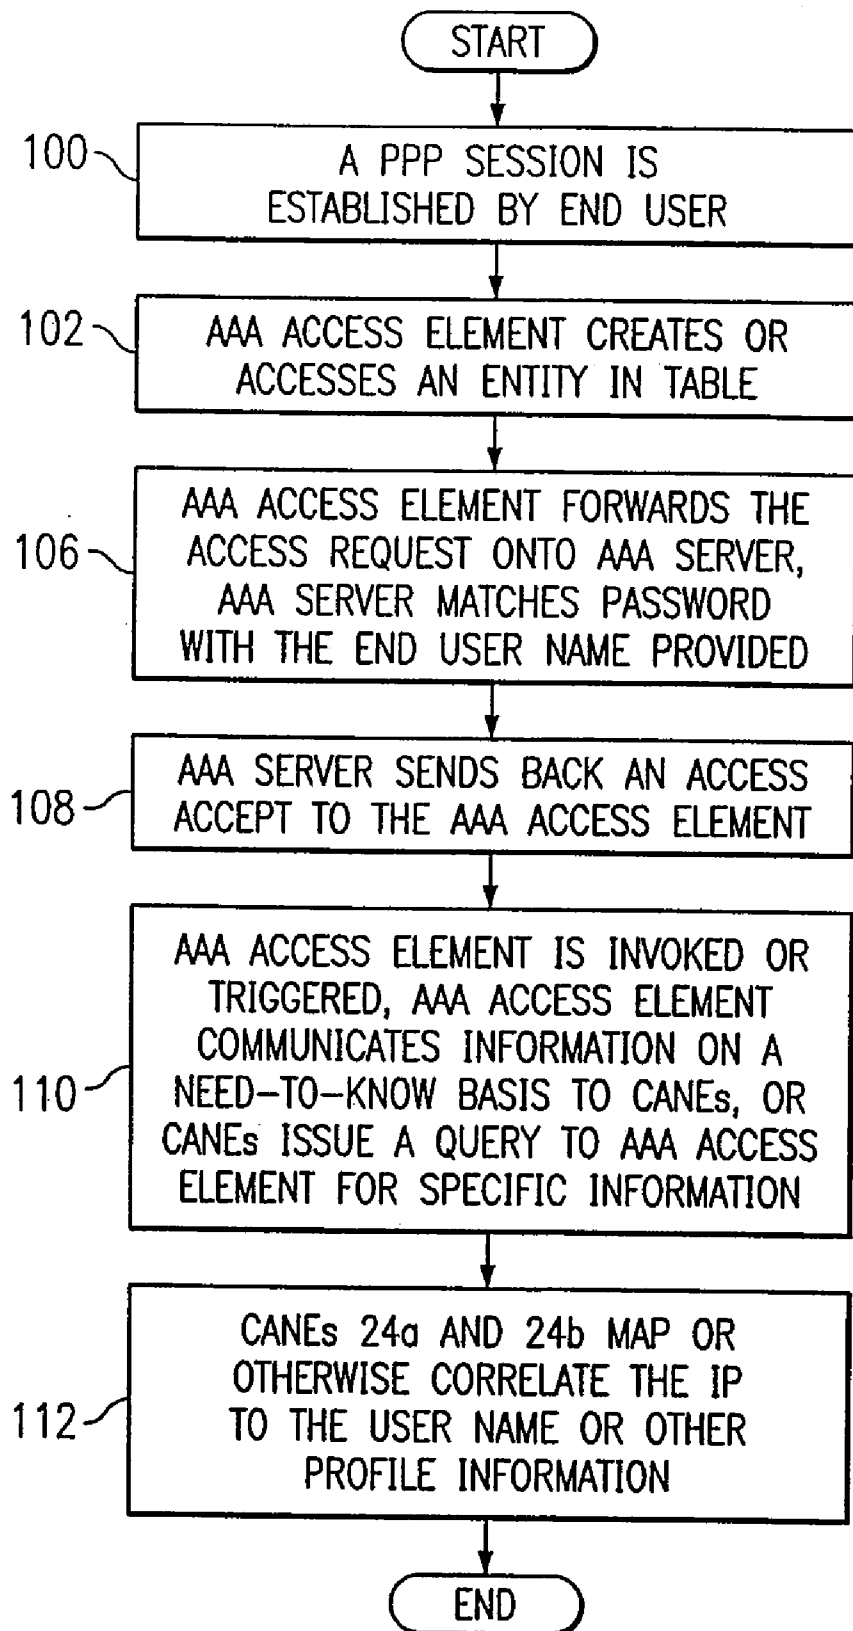 START
100
A PPP SESSION IS
ESTABLISHED BY END USER
102
AAA ACCESS ELEMENT CREATES OR
ACCESSES AN ENTITY IN TABLE
106
AAA ACCESS ELEMENT FORWARDS THE
ACCESS REQUEST ONTO AAA SERVER,
AAA SERVER MATCHES PASSWORD
WITH THE END USER NAME PROVIDED
108
AAA SERVER SENDS BACK AN ACCESS
ACCEPT TO THE AAA ACCESS ELEMENT
110
AAA ACCESS ELEMENT IS INVOKED OR
TRIGGERED, AAA ACCESS ELEMENT
COMMUNICATES INFORMATION ON A
NEED-TO-KNOW BASIS TO CANEs, OR
CANEs ISSUE A QUERY TO AAA ACCESS
ELEMENT FOR SPECIFIC INFORMATION
112
CANEs 24a AND 24b MAP OR
OTHERWISE CORRELATE THE IP
TO THE USER NAME OR OTHER
PROFILE INFORMATION
END